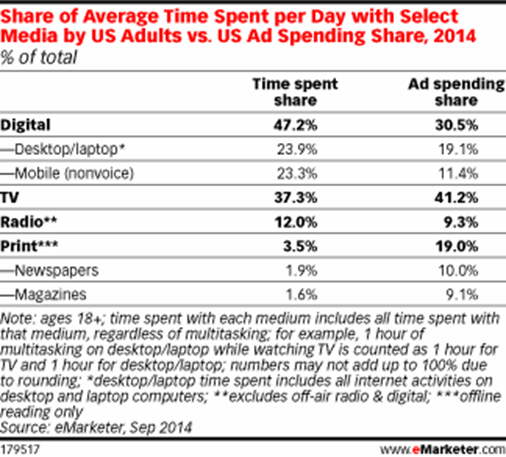 Share of Average Time Spent per Day with Select
Media by US Adults vs. US Ad Spending Share, 2014
% of total
Time spent share Ad spending share
Digital 47.2% 30.5%
—Desktop/laptop* 23.9% 19.1%
—Mobile (nonvoice) 23.3% 11.4%
TV 37.3% 41.2%
Radio** 12.0% 9.3%
Print*** 3.5% 19.0%
—Newspapers 1.9% 10.0%
—Magazines 1.6% 9.1%
Note: ages 18+; time spent with each medium includes all time spent with
that medium, regardless of multitasking; for example, 1 hour of
multitasking on desktop/laptop while watching TV is counted as 1 hour for
TV and 1 hour for desktop/laptop; numbers may not add up to 100% due
to rounding; *desktop/laptop time spent includes all internet activities on
desktop and laptop computers; **excludes off-air radio & digital; ***offline
reading only
Source: eMarketer, Sep 2014
179517 www.eMarketer.com